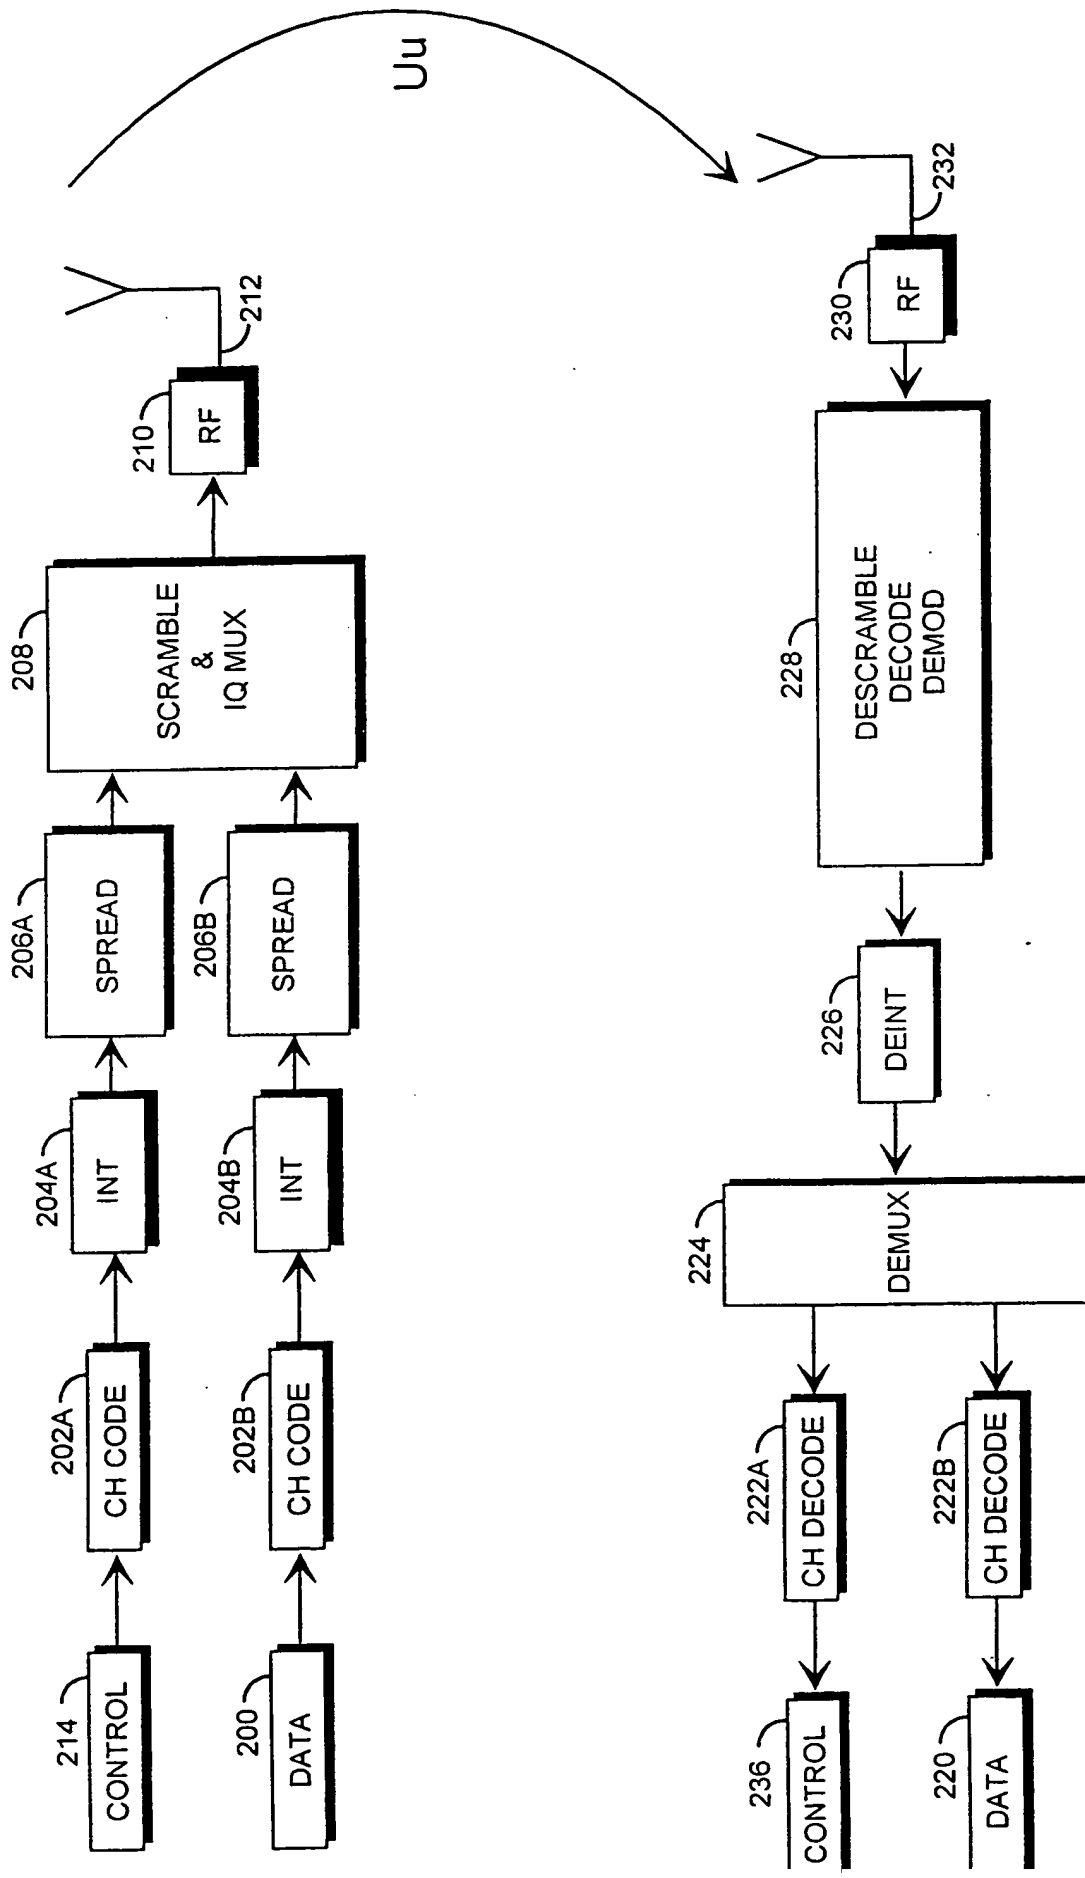 214
CONTROL
202A
CH CODE
204A
INT
206A
SPREAD
208
SCRAMBLE
&
IQ MUX
210
RF
212
200
DATA
202B
CH CODE
204B
INT
206B
SPREAD
Uu
236
CONTROL
222A
CH DECODE
224
DEMUX
226
DEINT
228
DESCRAMBLE
DECODE
DEMOD
230
RF
232
220
DATA
222B
CH DECODE